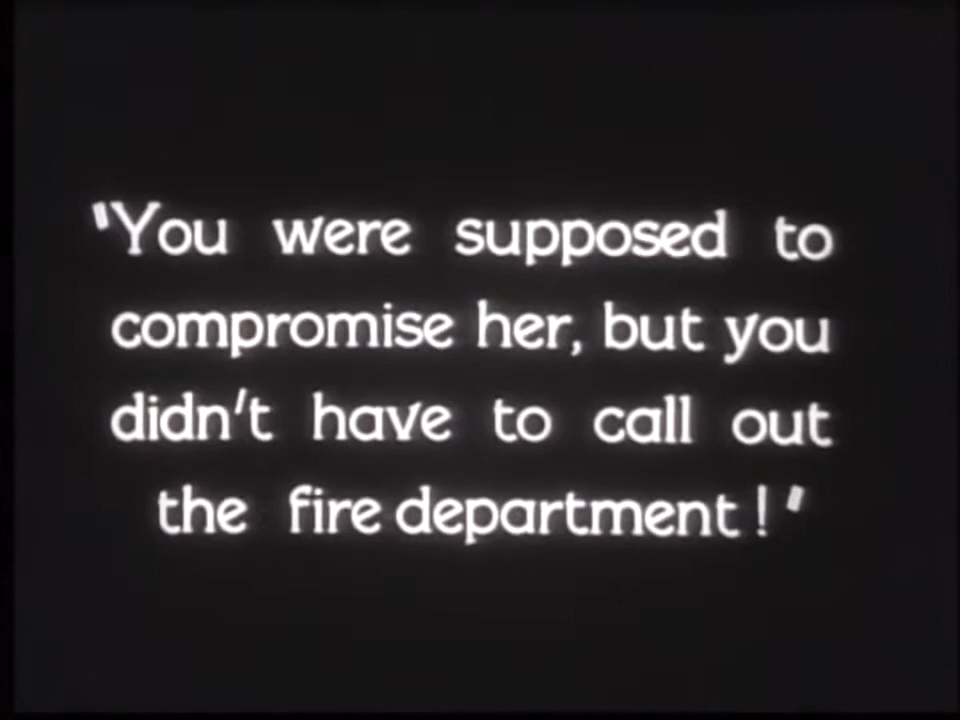 "You were supposed to
compromise her, but you
didn't have to call out
the fire department!"